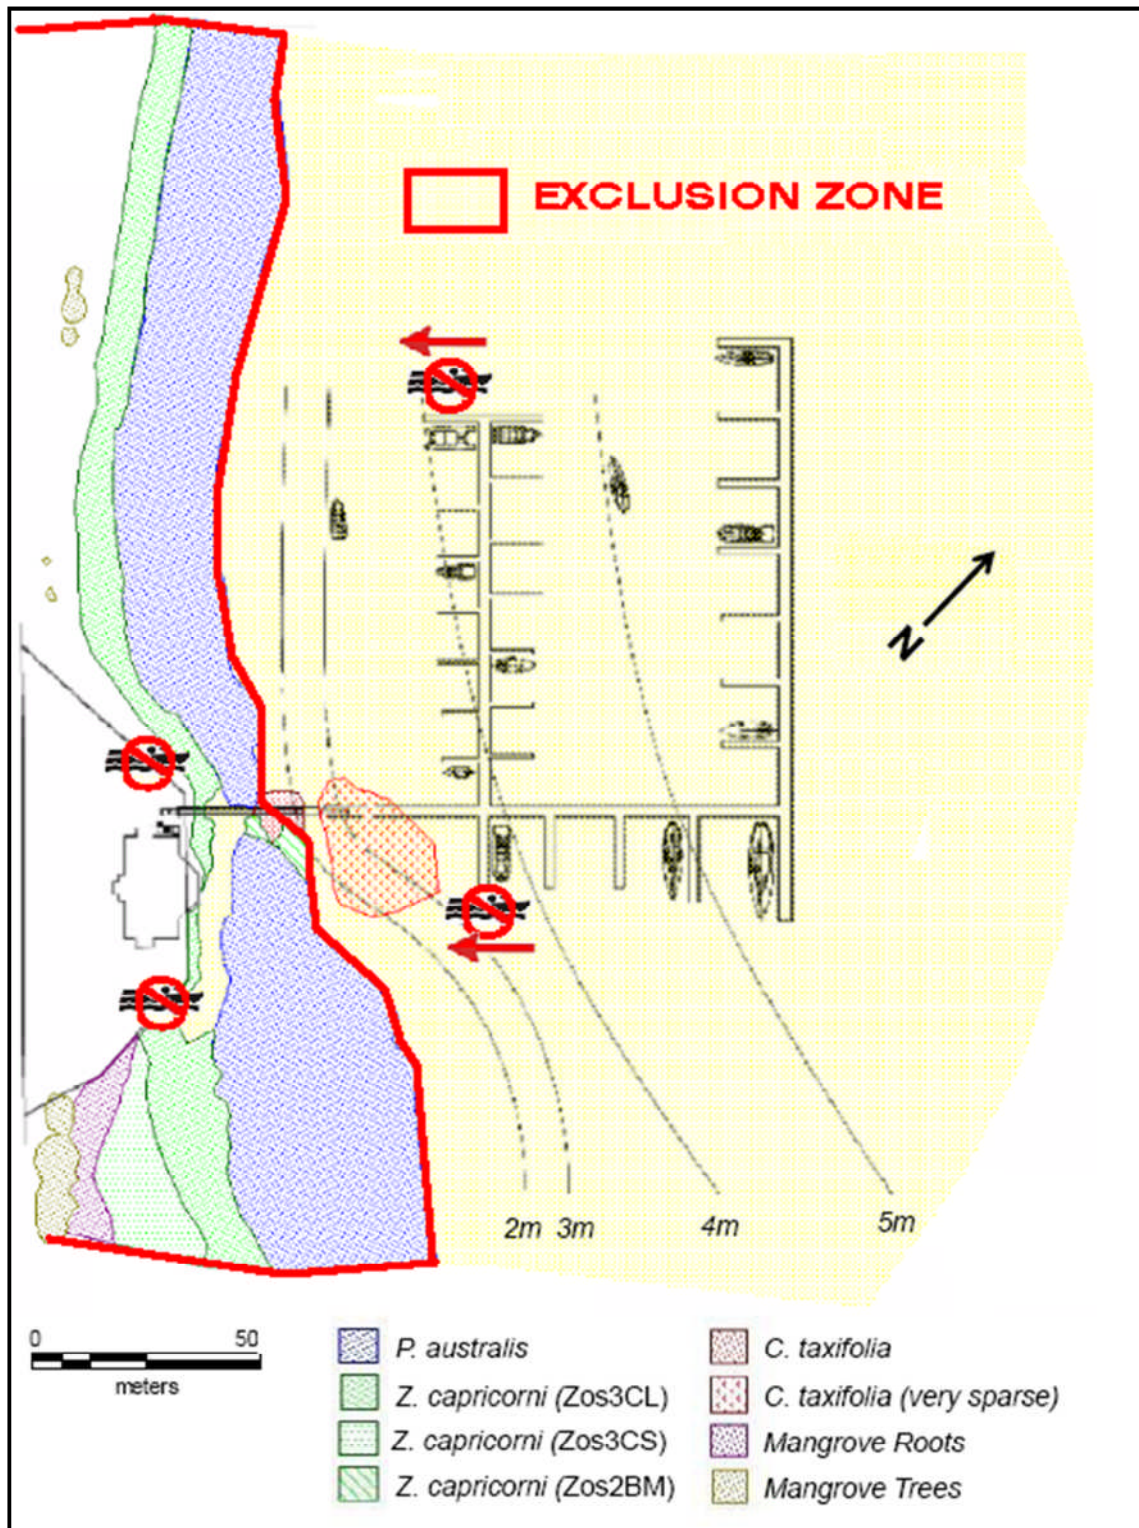 EXCLUSION ZONE
N
2m 3m 4m 5m
0 50
meters
P. australis
Z. capricorni (Zos3CL)
Z. capricorni (Zos3CS)
Z. capricorni (Zos2BM)
C. taxifolia
C. taxifolia (very sparse)
Mangrove Roots
Mangrove Trees